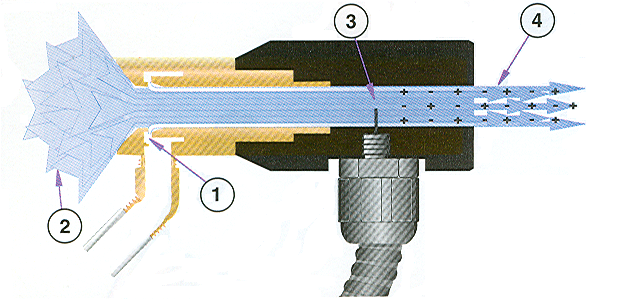 3
4
+ - + - + - +
- + - + - + - +
+ - + - + - +
1
2